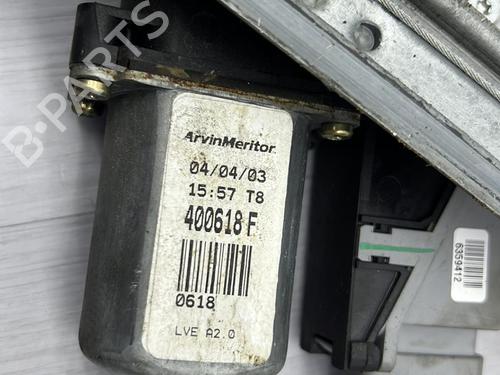 B-PARTS
ArvinMeritor
04/04/03
15:57 T8
400618 F
0618
LVE A2.0
6359412